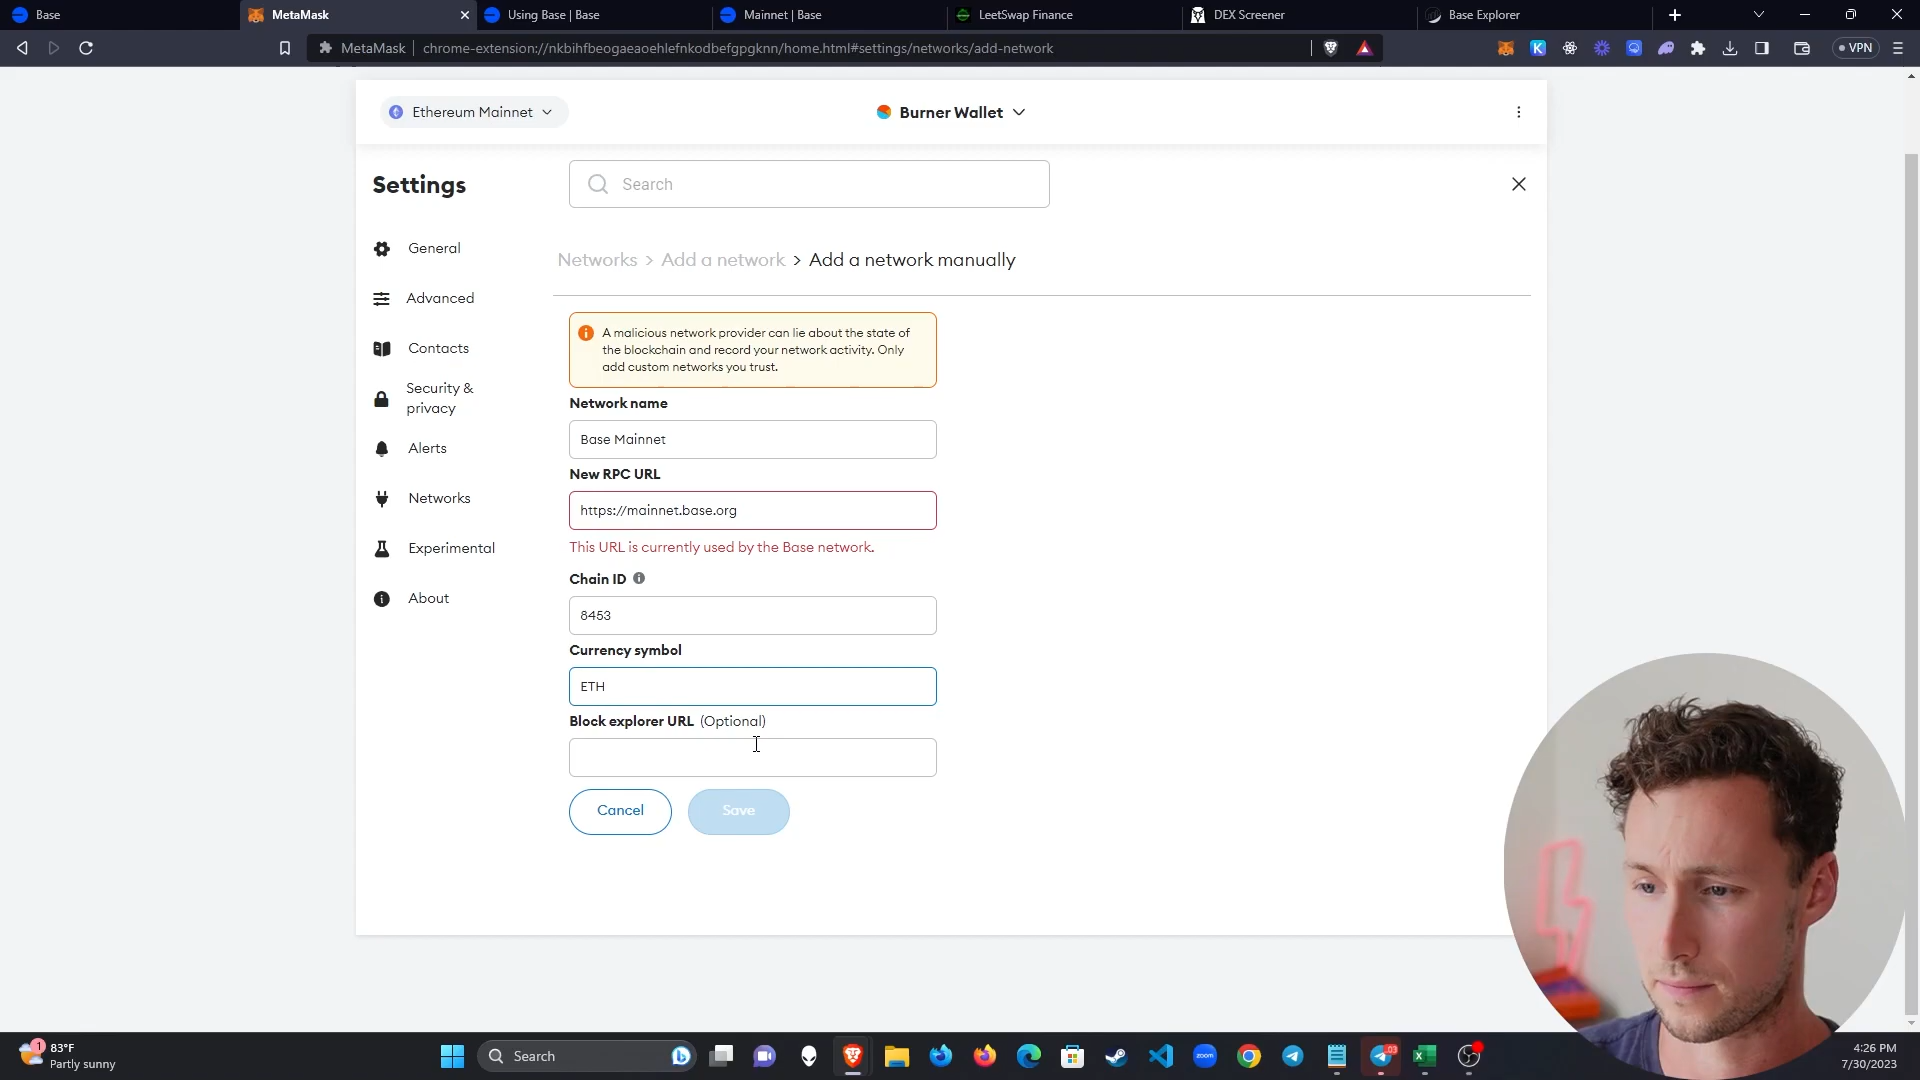 Base
MetaMask
Using Base | Base
Mainnet | Base
LeetSwap Finance
DEX Screener
Base Explorer
MetaMask
chrome-extension://nkbihfbeogaeaoehlefnkodbefgpgknn/home.html#settings/networks/add-network
VPN
Ethereum Mainnet
Burner Wallet
Settings
Search
General
Advanced
Contacts
Security &
privacy
Alerts
Networks
Experimental
About
Networks > Add a network > Add a network manually
A malicious network provider can lie about the state of
the blockchain and record your network activity. Only
add custom networks you trust.
Network name
Base Mainnet
New RPC URL
https://mainnet.base.org
This URL is currently used by the Base network.
Chain ID
8453
Currency symbol
ETH
Block explorer URL (Optional)
Cancel
Save
1
83°F
Partly sunny
Search
zoom
4:26 PM
7/30/2023